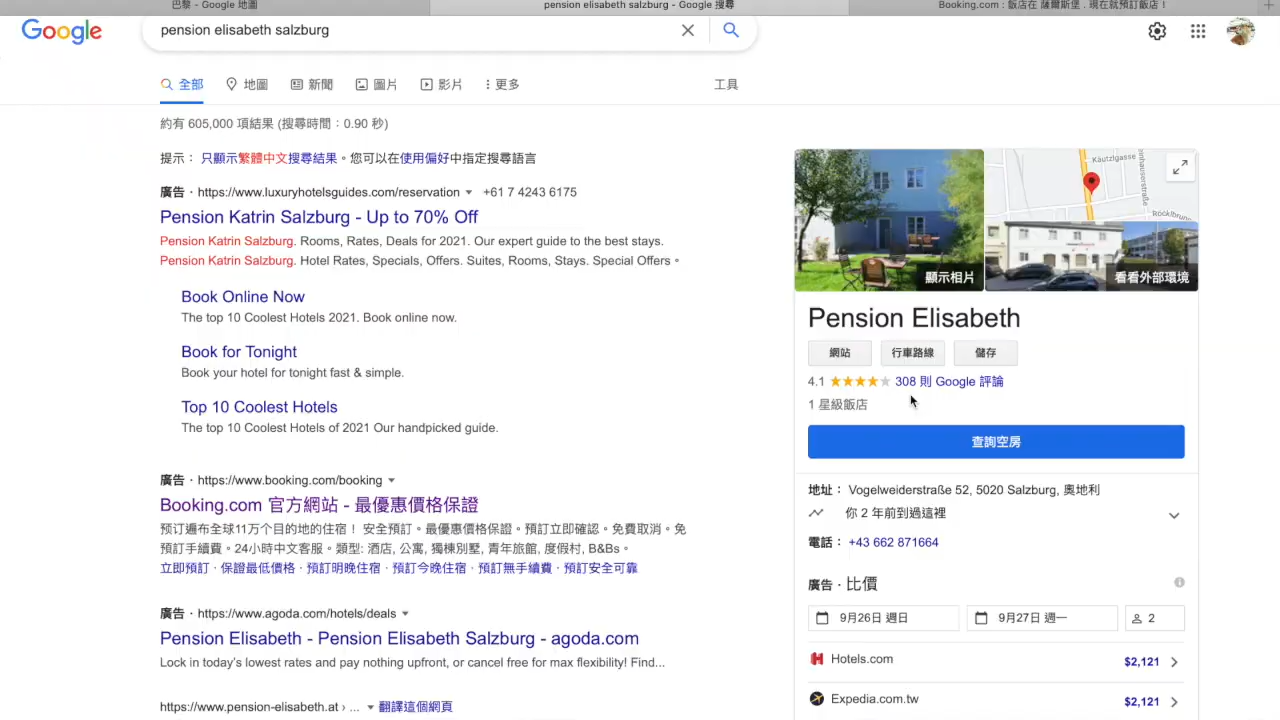 巴黎 - Google 地圖
pension elisabeth salzburg - Google 搜尋
Booking.com : 飯店在 薩爾斯堡 . 現在就預訂飯店！
Google
pension elisabeth salzburg
全部
地圖
新聞
圖片
影片
更多
工具
約有 605,000 項結果 (搜尋時間：0.90 秒)
提示： 只顯示繁體中文搜尋結果。您可以在使用偏好中指定搜尋語言
廣告 · https://www.luxuryhotelsguides.com/reservation +61 7 4243 6175
Pension Katrin Salzburg - Up to 70% Off
Pension Katrin Salzburg. Rooms, Rates, Deals for 2021. Our expert guide to the best stays.
Pension Katrin Salzburg. Hotel Rates, Specials, Offers. Suites, Rooms, Stays. Special Offers。
Book Online Now
The top 10 Coolest Hotels 2021. Book online now.
Book for Tonight
Book your hotel for tonight fast & simple.
Top 10 Coolest Hotels
The top 10 Coolest Hotels of 2021 Our handpicked guide.
廣告 · https://www.booking.com/booking
Booking.com 官方網站 - 最優惠價格保證
预订遍布全球11万个目的地的住宿！ 安全預訂。最優惠價格保證。預訂立即確認。免費取消。免
預訂手續費。24小時中文客服。類型: 酒店, 公寓, 獨棟別墅, 青年旅館, 度假村, B&Bs。
立即預訂 · 保證最低價格 · 預訂明晚住宿 · 預訂今晚住宿 · 預訂無手續費 · 預訂安全可靠
廣告 · https://www.agoda.com/hotels/deals
Pension Elisabeth - Pension Elisabeth Salzburg - agoda.com
Lock in today's lowest rates and pay nothing upfront, or cancel free for max flexibility! Find...
https://www.pension-elisabeth.at › ... 翻譯這個網頁
Käutzlgasse
Röcklbrun
顯示相片
看看外部環境
Pension Elisabeth
網站
行車路線
儲存
4.1 308 則 Google 評論
1 星級飯店
查詢空房
地址： Vogelweiderstraße 52, 5020 Salzburg, 奧地利
你 2 年前到過這裡
電話： +43 662 871664
廣告 · 比價
9月26日 週日
9月27日 週一
2
Hotels.com
$2,121
Expedia.com.tw
$2,121